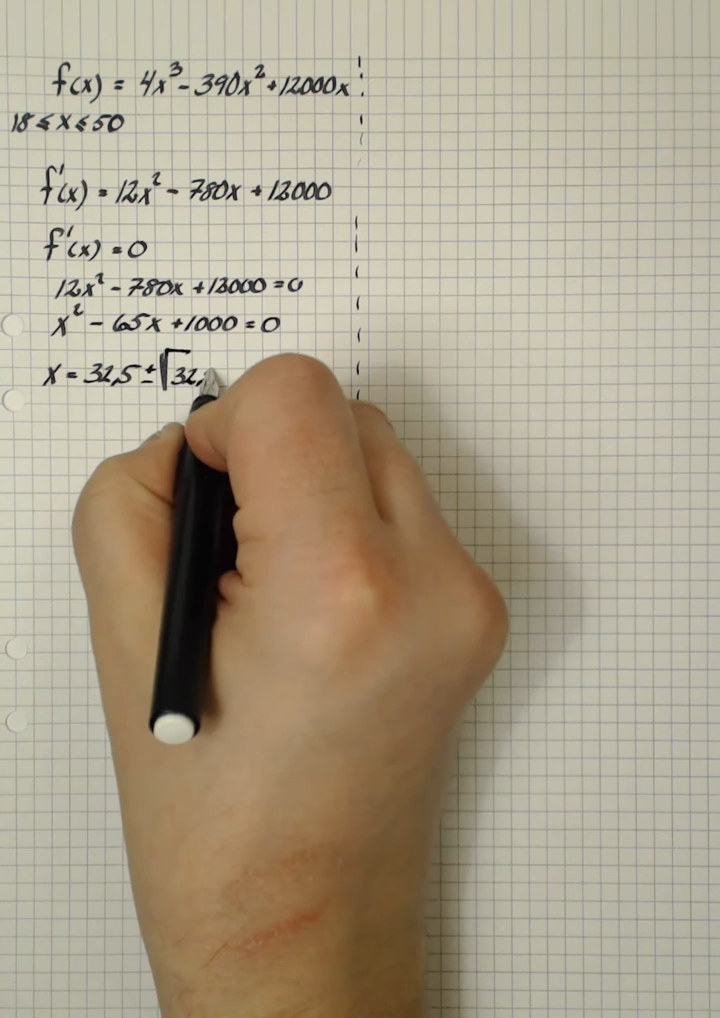 f(x) = 4x³ - 390x² + 12000x
18 ≤ x ≤ 50
f'(x) = 12x² - 780x + 12000
f'(x) = 0
12x² - 780x + 12000 = 0
x² - 65x + 1000 = 0
x = 32,5 ± √32,